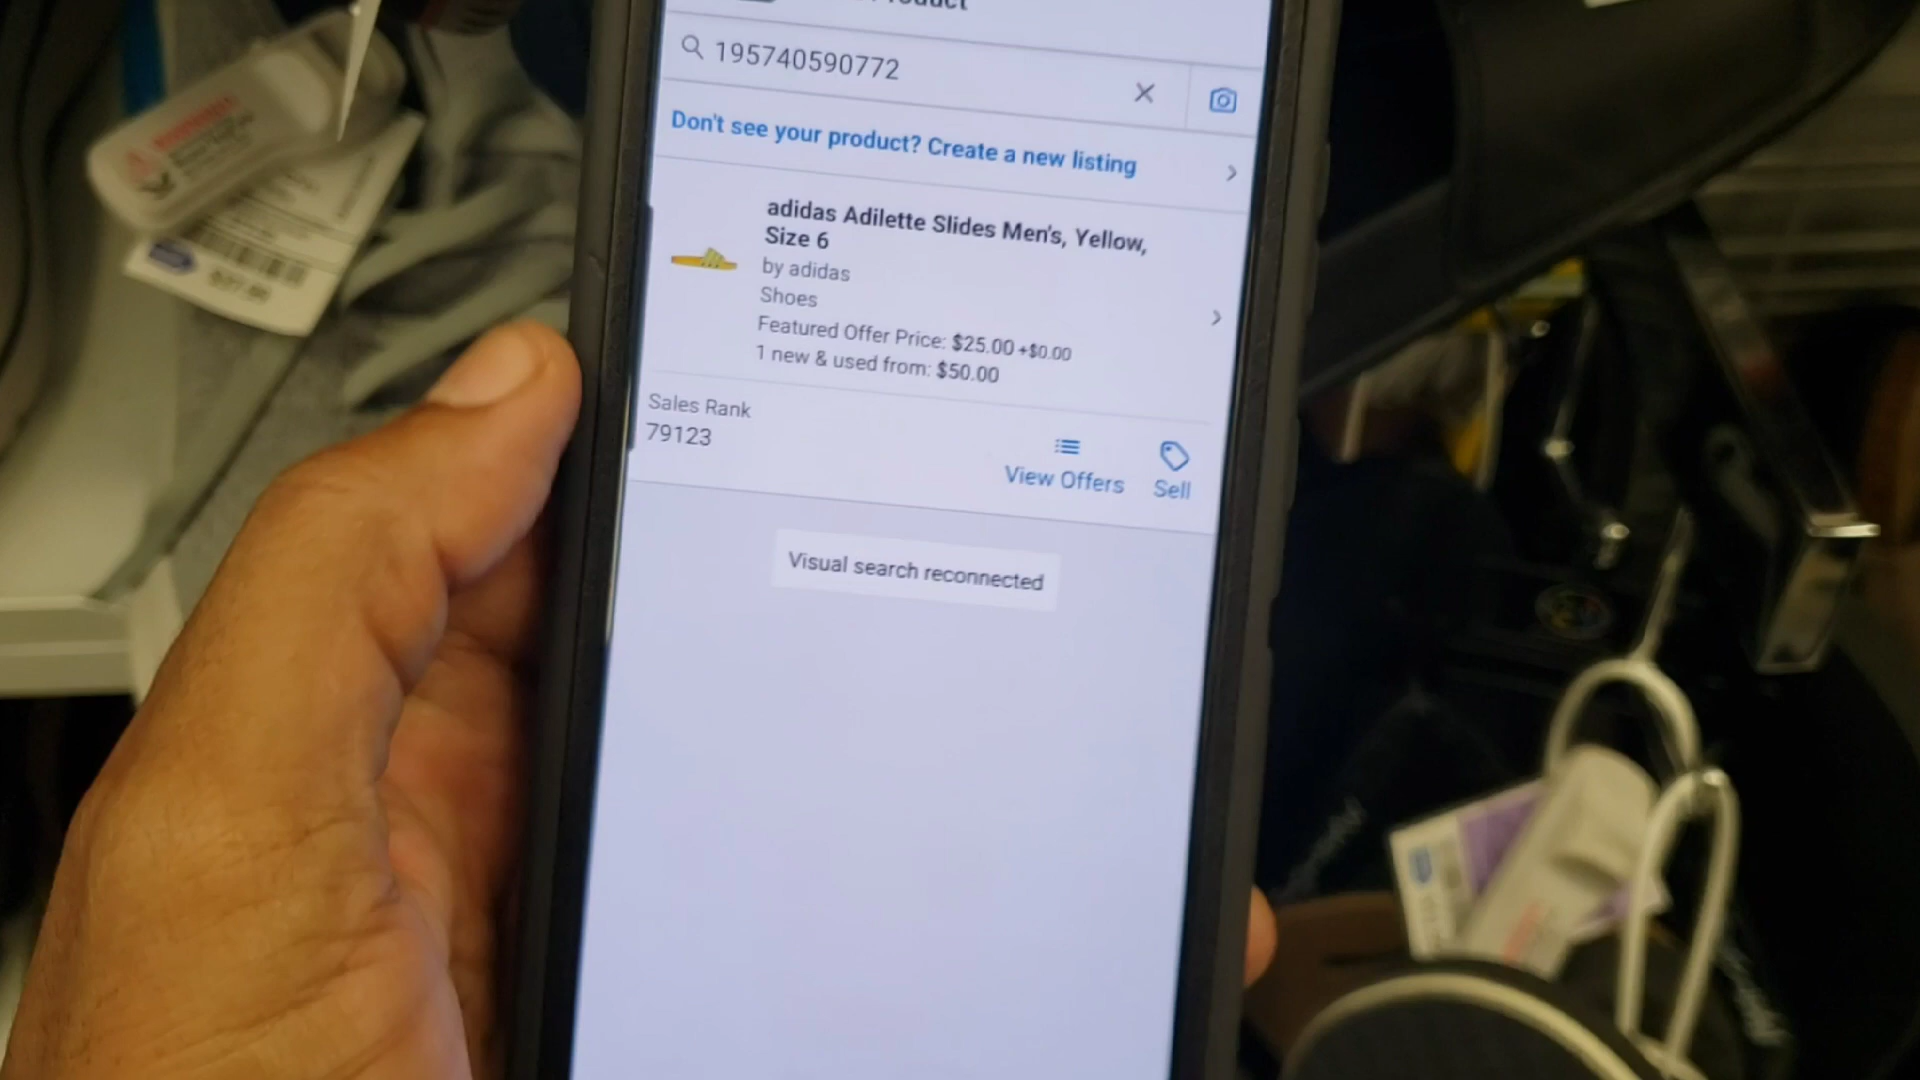 195740590772
Don't see your product? Create a new listing
adidas Adilette Slides Men's, Yellow,
Size 6
by adidas
Shoes
Featured Offer Price: $25.00 +$0.00
1 new & used from: $50.00
Sales Rank
79123
View Offers
Sell
Visual search reconnected